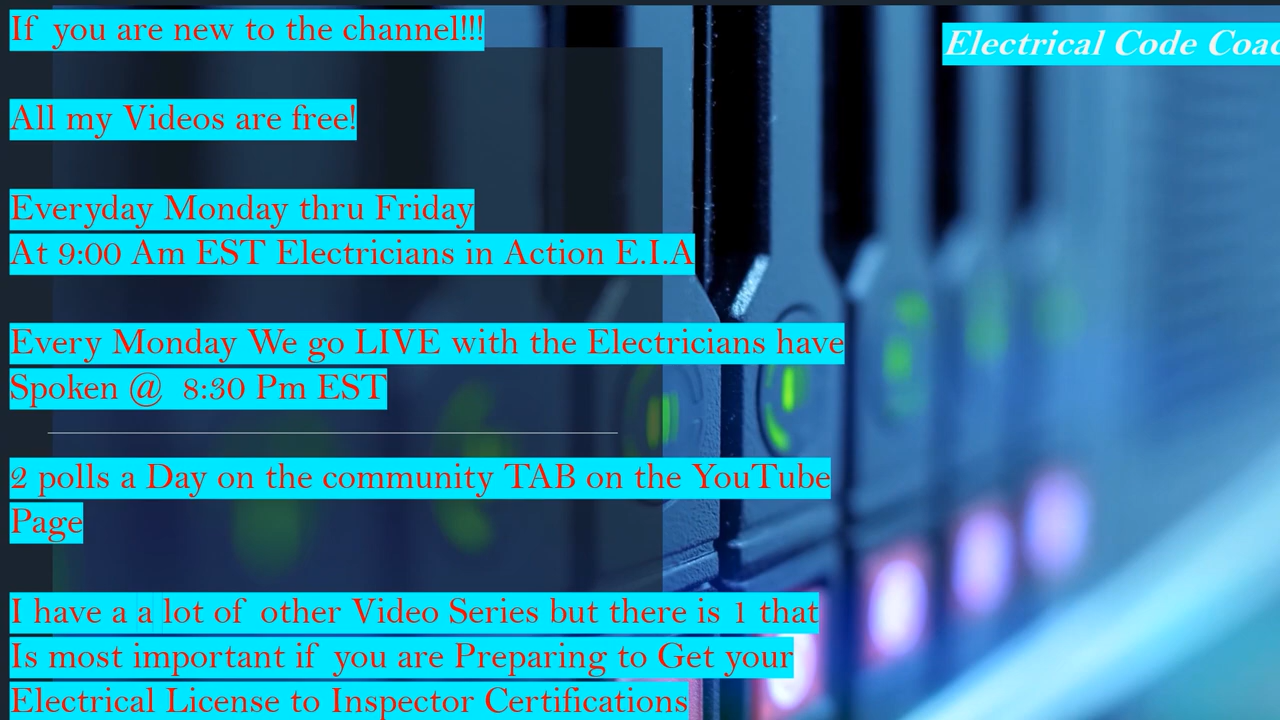 If you are new to the channel!!!
Electrical Code Coac
All my Videos are free!
Everyday Monday thru Friday
At 9:00 Am EST Electricians in Action E.I.A
Every Monday We go LIVE with the Electricians have
Spoken @ 8:30 Pm EST
2 polls a Day on the community TAB on the YouTube
Page
I have a a lot of other Video Series but there is 1 that
Is most important if you are Preparing to Get your
Electrical License to Inspector Certifications